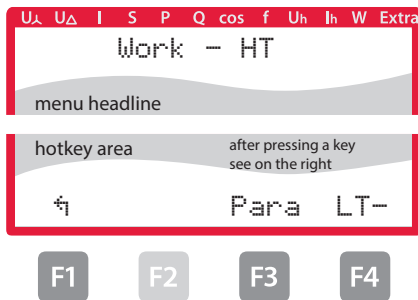 U⅄ U△ I S P Q cos f Uh Ih W Extra
Work - HT
menu headline
hotkey area
after pressing a key
see on the right
↰ Para LT-
F1 F2 F3 F4